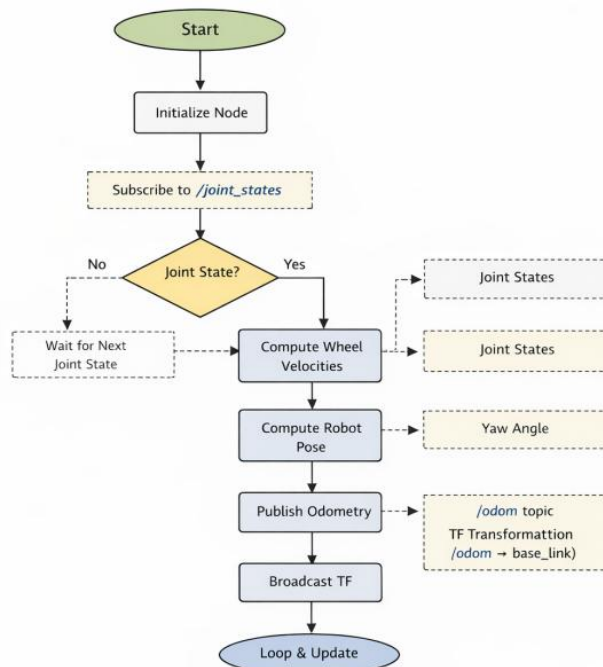 Start
Initialize Node
Subscribe to /joint_states
Joint State?
No
Yes
Wait for Next
Joint State
Compute Wheel
Velocities
Joint States
Joint States
Compute Robot
Pose
Yaw Angle
Publish Odometry
/odom topic
TF Transformattion
/odom → base_link)
Broadcast TF
Loop & Update